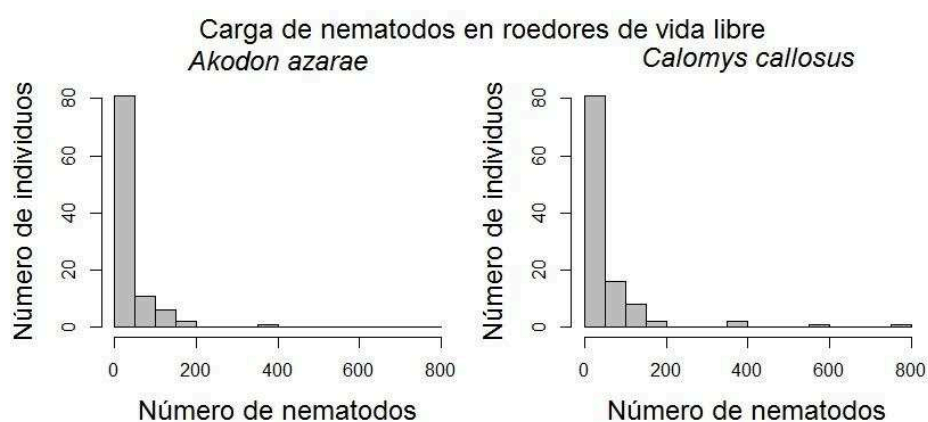 Carga de nematodos en roedores de vida libre
Akodon azarae
Calomys callosus
Número de individuos
80
60
40
20
0
0 200 400 600 800
Número de nematodos
Número de individuos
80
60
40
20
0
0 200 400 600 800
Número de nematodos